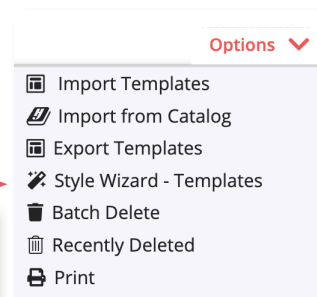 Options
Import Templates
Import from Catalog
Export Templates
Style Wizard - Templates
Batch Delete
Recently Deleted
Print